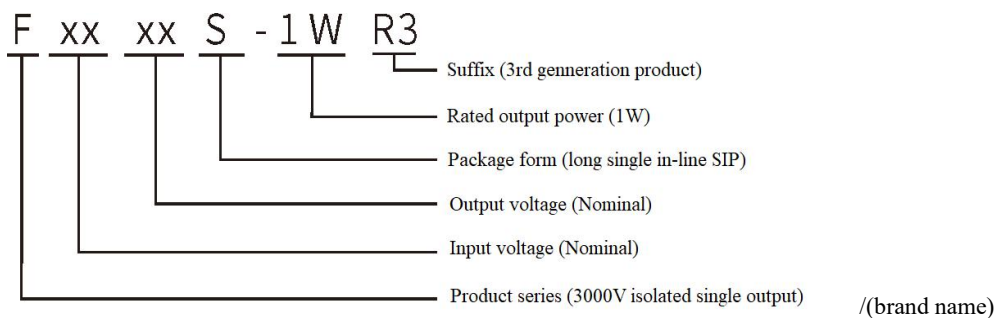 F xx xx S - 1W R3
Suffix (3rd genneration product)
Rated output power (1W)
Package form (long single in-line SIP)
Output voltage (Nominal)
Input voltage (Nominal)
Product series (3000V isolated single output) /(brand name)